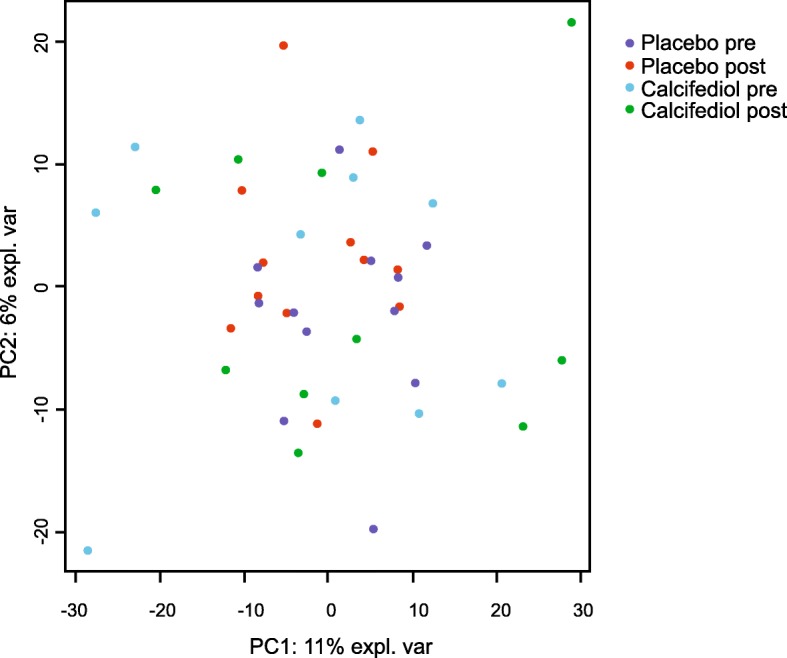 Placebo pre
Placebo post
Calcifediol pre
Calcifediol post
20
10
0
-10
-20
PC2: 6% expl. var
-30
-20
-10
0
10
20
30
PC1: 11% expl. var